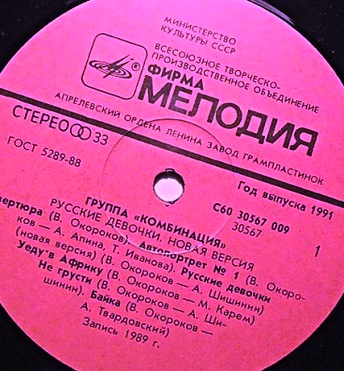 МИНИСТЕРСТВО
КУЛЬТУРЫ СССР
ВСЕСОЮЗНОЕ ТВОРЧЕСКО-
ПРОИЗВОДСТВЕННОЕ ОБЪЕДИНЕНИЕ
ФИРМА
МЕЛОДИЯ
АПРЕЛЕВСКИЙ ОРДЕНА ЛЕНИНА ЗАВОД ГРАМПЛАСТИНОК
СТЕРЕО 33
ГОСТ 5289-88
Год выпуска 1991
С60 30567 009
30567
1
ГРУППА «КОМБИНАЦИЯ»
РУССКИЕ ДЕВОЧКИ. НОВАЯ ВЕРСИЯ
вертюра (В. Окороков). Автопортрет № 1 (В. Окоро-
ков — А. Апина, Т. Иванова). Русские девочки
(новая версия) (В. Окороков — А. Шишинин)
Уеду в Африку (В. Окороков — М. Карем)
Не грусти (В. Окороков — А. Ши-
шинин). Байка (В. Окороков —
А. Твардовский)
Запись 1989 г.